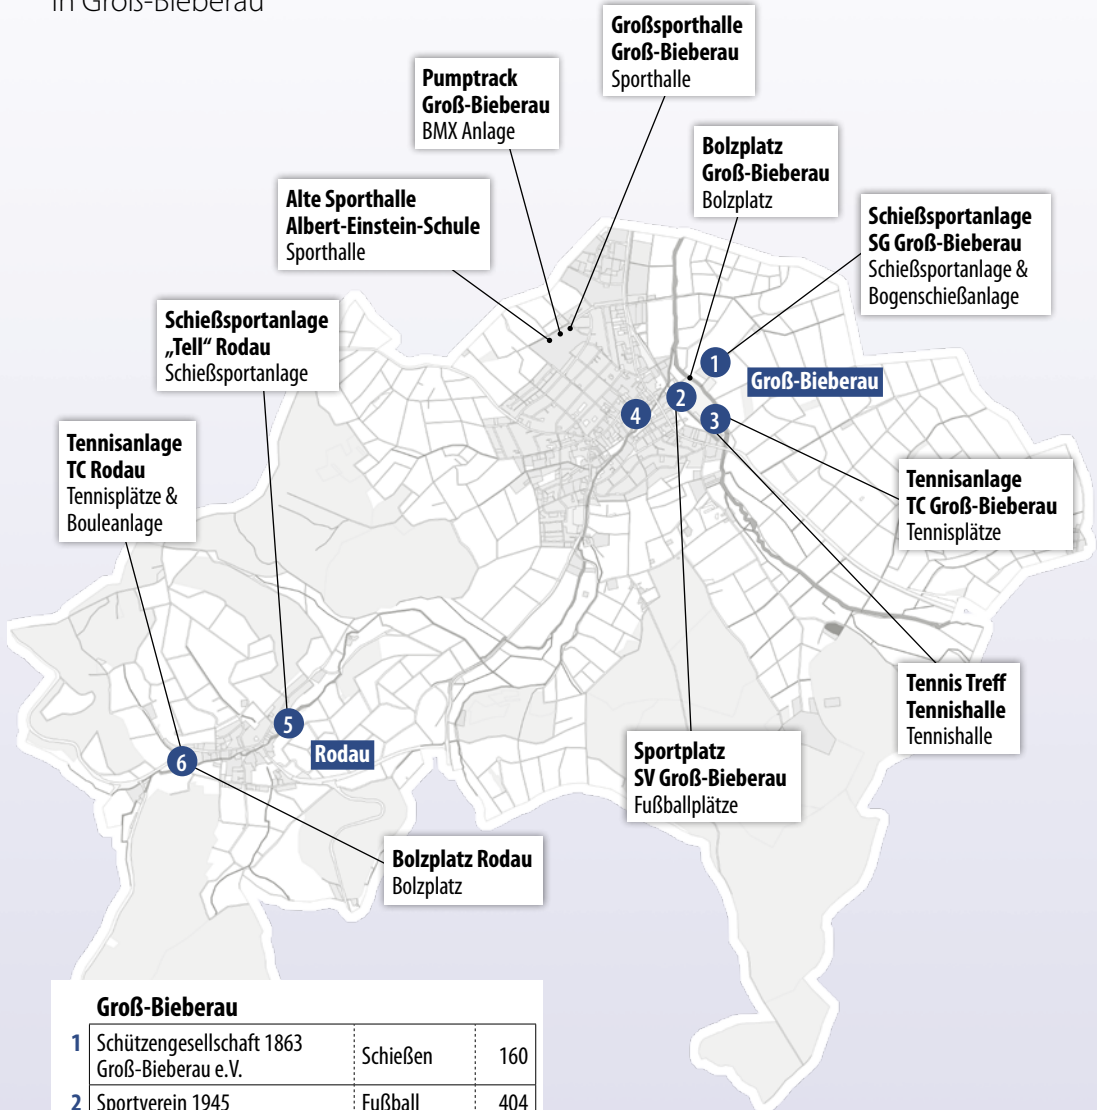 in Groß-Bieberau
Großsporthalle
Groß-Bieberau
Sporthalle
Pumptrack
Groß-Bieberau
BMX Anlage
Bolzplatz
Groß-Bieberau
Bolzplatz
Alte Sporthalle
Albert-Einstein-Schule
Sporthalle
Schießsportanlage
SG Groß-Bieberau
Schießsportanlage &
Bogenschießanlage
Schießsportanlage
„Tell“ Rodau
Schießsportanlage
1
Groß-Bieberau
2
3
4
Tennisanlage
TC Rodau
Tennisplätze &
Bouleanlage
Tennisanlage
TC Groß-Bieberau
Tennisplätze
Tennis Treff
Tennishalle
Tennishalle
5
Rodau
6
Sportplatz
SV Groß-Bieberau
Fußballplätze
Bolzplatz Rodau
Bolzplatz
Groß-Bieberau
1 Schützengesellschaft 1863 Schießen 160
Groß-Bieberau e.V.
2 Sportverein 1945 Fußball 404